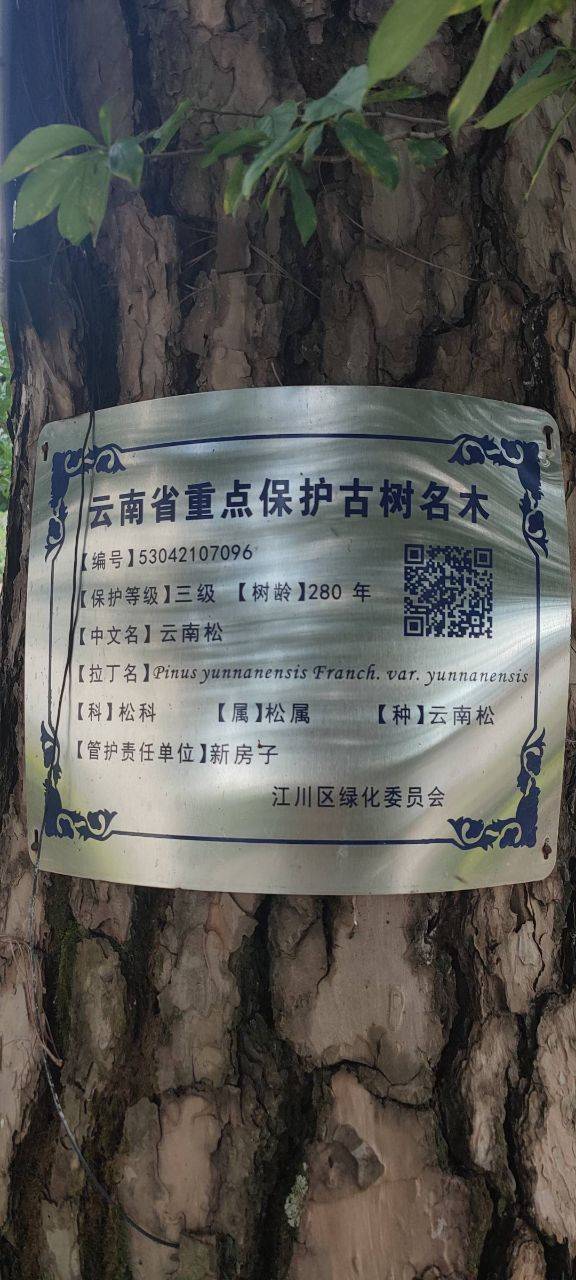 云南省重点保护古树名木
【编号】53042107096
【保护等级】三级 【树龄】280 年
【中文名】云南松
【拉丁名】Pinus yunnanensis Franch. var. yunnanensis
【科】松科 【属】松属 【种】云南松
【管护责任单位】新房子
江川区绿化委员会